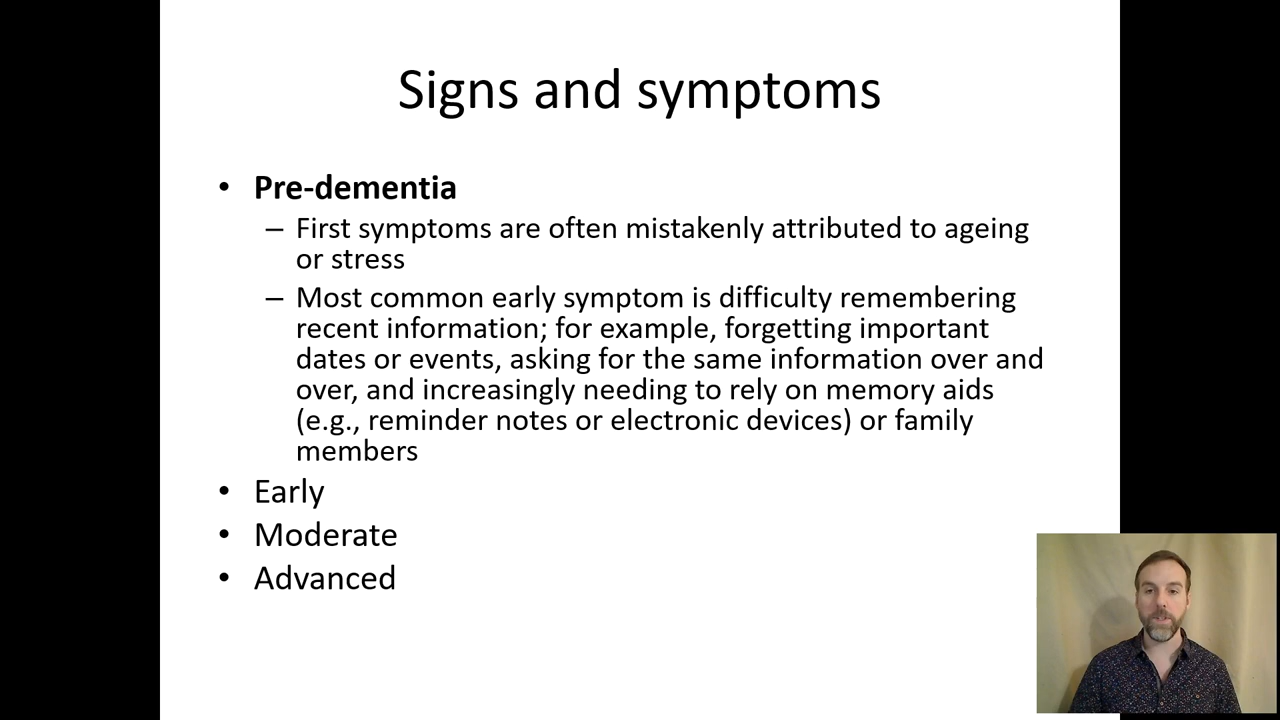 Signs and symptoms
• Pre-dementia
– First symptoms are often mistakenly attributed to ageing
or stress
– Most common early symptom is difficulty remembering
recent information; for example, forgetting important
dates or events, asking for the same information over and
over, and increasingly needing to rely on memory aids
(e.g., reminder notes or electronic devices) or family
members
• Early
• Moderate
• Advanced